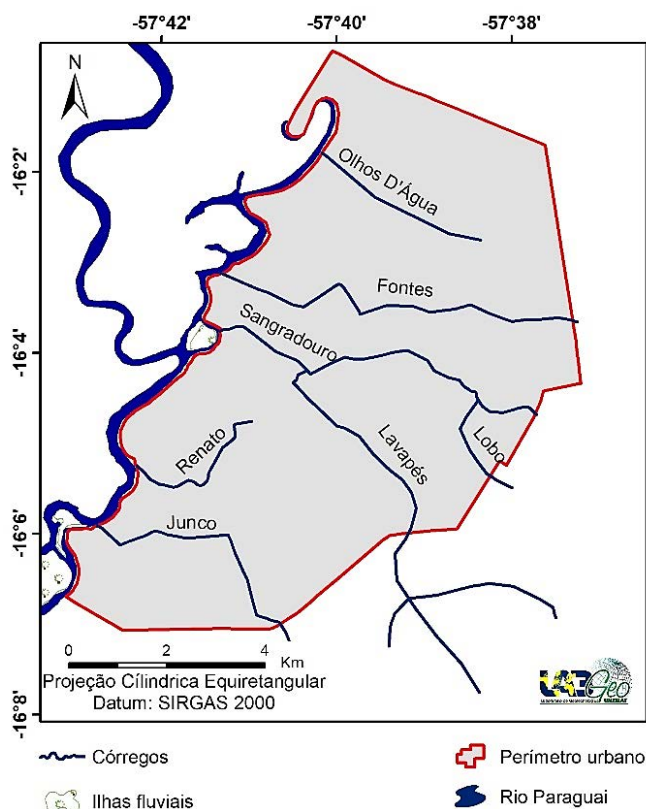 -57°42' -57°40' -57°38'
N
-16°2'
-16°4'
-16°6'
-16°8'
Olhos D'Água
Fontes
Sangradouro
Renato
Lavapés
Lobo
Junco
0 2 4 Km
Projeção Cílindrica Equiretangular
Datum: SIRGAS 2000
Geo
Córregos
Perímetro urbano
Ilhas fluviais
Rio Paraguai